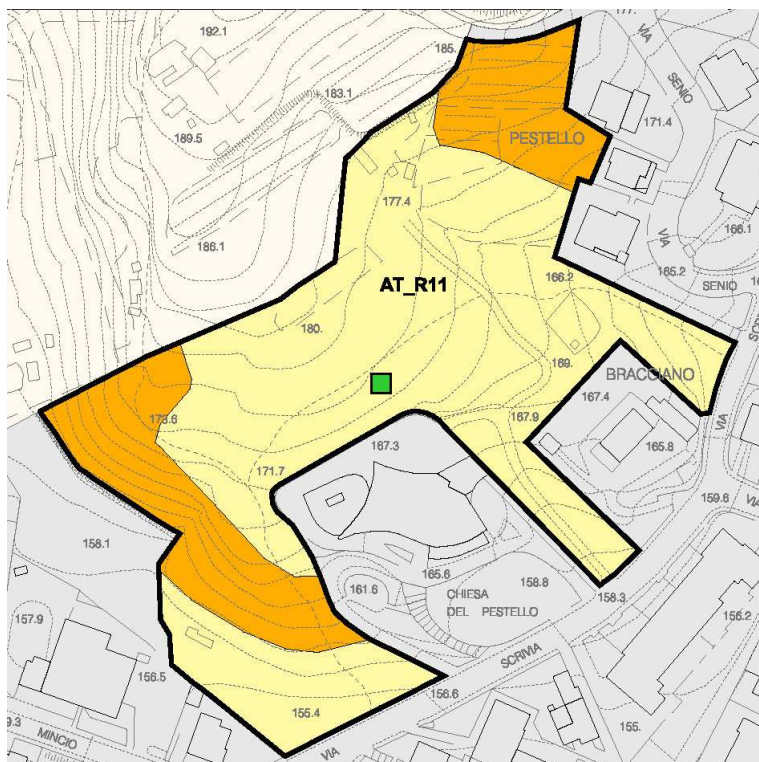 177.
192.1
185.
VIA
SENIO
183.1
171.4
189.5
PESTELLO
177.4
166.1
VIA
186.1
165.2
166.2
SENIO
AT_R11
180.
169.
BRACCIANO
167.4
173.6
167.9
167.3
165.8
VIA
171.7
159.6
VIA
158.1
165.6
158.8
161.6
CHIESA
DEL PESTELLO
158.3
157.9
156.2
SCRIVIA
156.5
156.6
155.4
155.
MINCIO
VIA